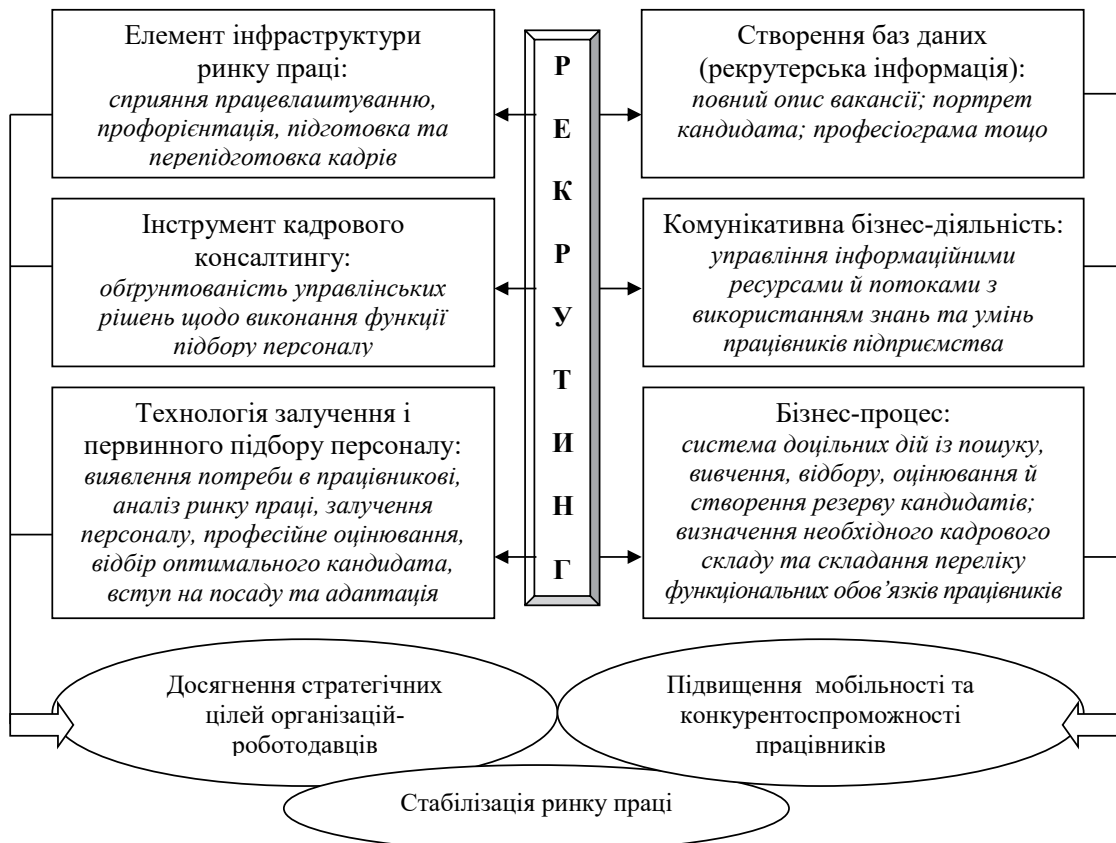 Елемент інфраструктури
ринку праці:
сприяння працевлаштуванню,
профорієнтація, підготовка та
перепідготовка кадрів
Інструмент кадрового
консалтингу:
обґрунтованість управлінських
рішень щодо виконання функції
підбору персоналу
Технологія залучення і
первинного підбору персоналу:
виявлення потреби в працівникові,
аналіз ринку праці, залучення
персоналу, професійне оцінювання,
відбір оптимального кандидата,
вступ на посаду та адаптація
Р
Е
К
Р
У
Т
И
Н
Г
Створення баз даних
(рекрутерська інформація):
повний опис вакансії; портрет
кандидата; професіограма тощо
Комунікативна бізнес-діяльність:
управління інформаційними
ресурсами й потоками з
використанням знань та умінь
працівників підприємства
Бізнес-процес:
система доцільних дій із пошуку,
вивчення, відбору, оцінювання й
створення резерву кандидатів;
визначення необхідного кадрового
складу та складання переліку
функціональних обов’язків працівників
Досягнення стратегічних
цілей організацій-
роботодавців
Підвищення мобільності та
конкурентоспроможності
працівників
Стабілізація ринку праці